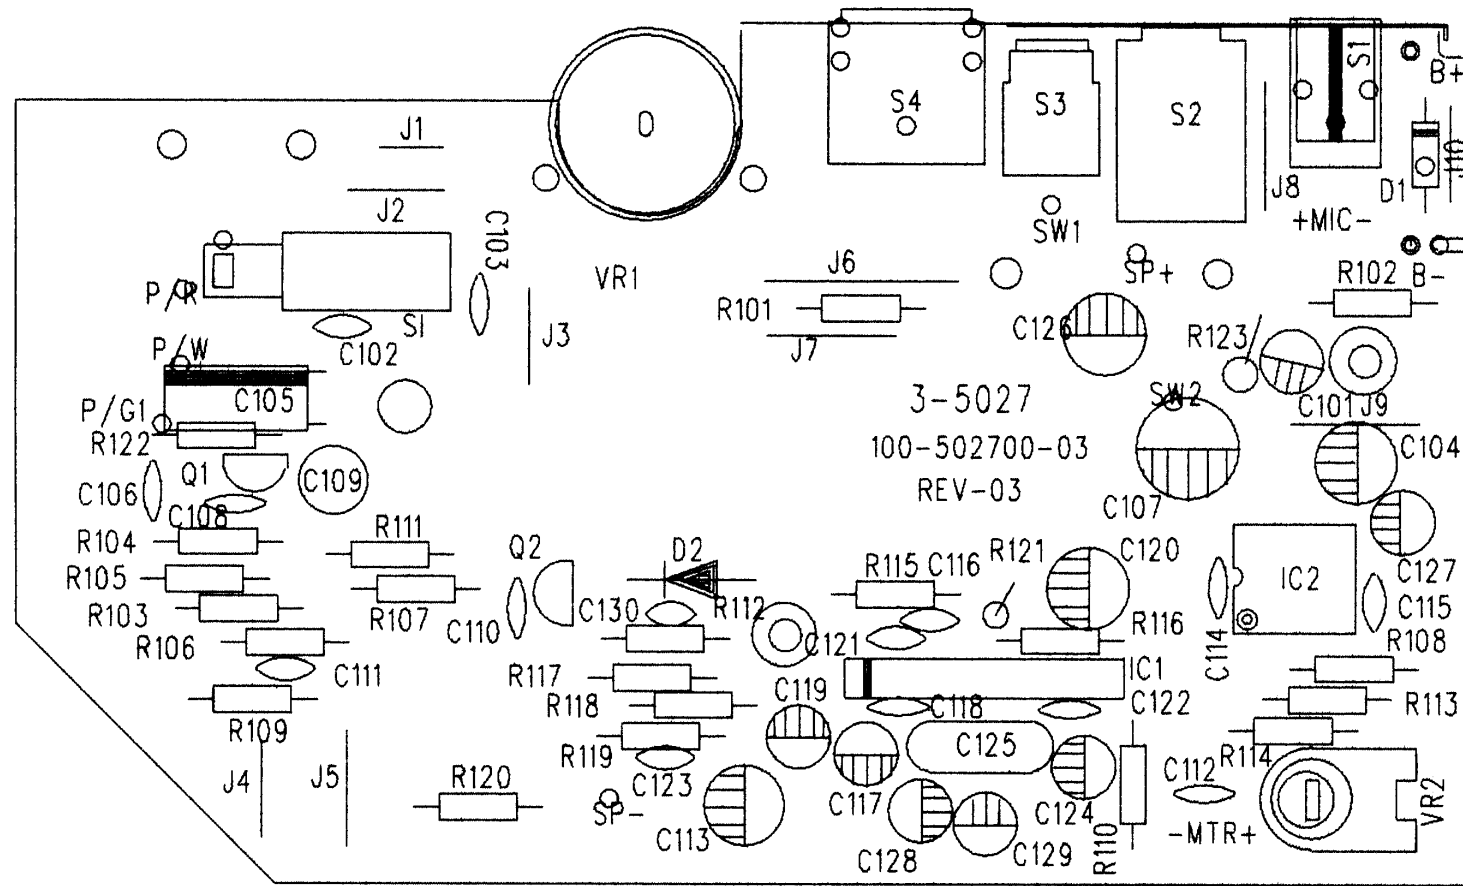 S1
B+
S4
S3
S2
J1
J10
J8
D1
J2
C103
+MIC-
SW1
VR1
J6
SP+
R102
B-
P/R
R101
S1
J3
C126
R123
C102
J7
P/W
C105
3-5027
SW2
C101
J9
P/G1
R122
100-502700-03
C104
Q1
C109
C106
REV-03
C107
C108
R104
R111
Q2
D2
R115
C116
R121
C120
IC2
C127
R105
R103
R107
C110
C130
R112
C115
R106
C121
R116
C114
R108
C111
R117
IC1
R118
C119
C118
C122
R113
R109
R119
C125
R114
J4
J5
R120
C123
C117
C112
VR2
SP-
C113
C124
R110
-MTR+
C128
C129